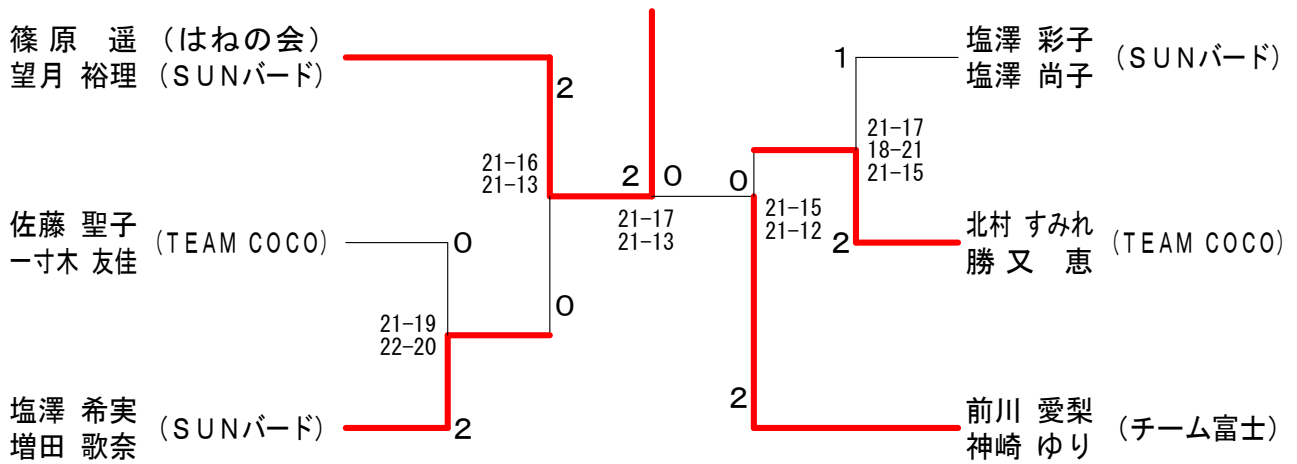 篠 原　遥 （はねの会）
望月 裕理 （ＳＵＮバード）
2
21-16
21-13
佐藤 聖子
一寸木 友佳
（TEAM COCO）
0
0
21-19
22-20
塩澤 希実
増田 歌奈
（ＳＵＮバード）
2
2 0
21-17
21-13
0
21-15
21-12
1
塩澤 彩子
塩澤 尚子
（ＳＵＮバード）
21-17
18-21
21-15
2
北村 すみれ
勝 又　恵
（TEAM COCO）
2
前川 愛梨
神崎 ゆり
（チーム富士）